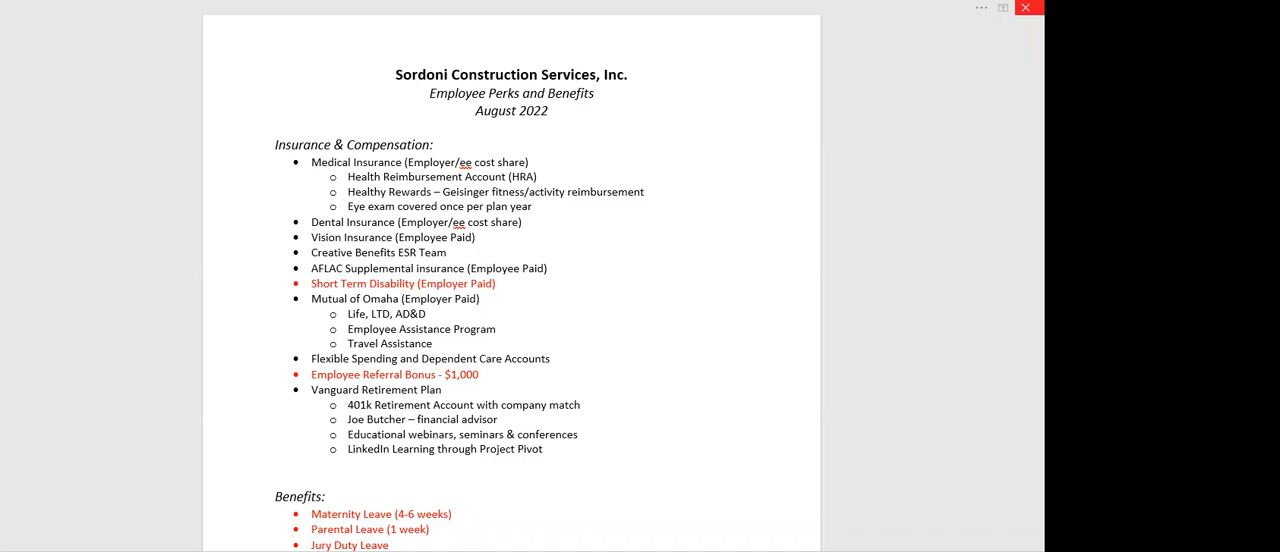 Sordoni Construction Services, Inc.
Employee Perks and Benefits
August 2022
Insurance & Compensation:
• Medical Insurance (Employer/ee cost share)
o Health Reimbursement Account (HRA)
o Healthy Rewards – Geisinger fitness/activity reimbursement
o Eye exam covered once per plan year
• Dental Insurance (Employer/ee cost share)
• Vision Insurance (Employee Paid)
• Creative Benefits ESR Team
• AFLAC Supplemental insurance (Employee Paid)
• Short Term Disability (Employer Paid)
• Mutual of Omaha (Employer Paid)
o Life, LTD, AD&D
o Employee Assistance Program
o Travel Assistance
• Flexible Spending and Dependent Care Accounts
• Employee Referral Bonus - $1,000
• Vanguard Retirement Plan
o 401k Retirement Account with company match
o Joe Butcher – financial advisor
o Educational webinars, seminars & conferences
o LinkedIn Learning through Project Pivot
Benefits:
• Maternity Leave (4-6 weeks)
• Parental Leave (1 week)
• Jury Duty Leave